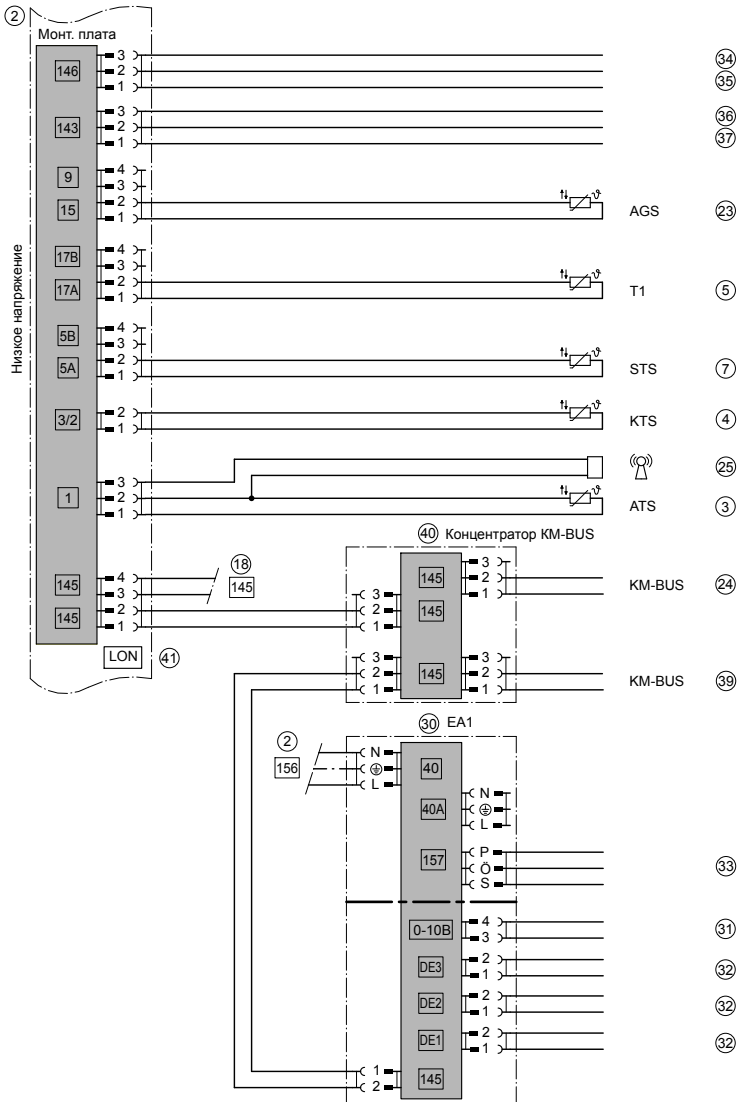 2
Монт. плата
Низкое напряжение
146
3
2
1
34
35
143
3
2
1
36
37
9
15
4
3
2
1
AGS 23
17B
17A
4
3
2
1
T1 5
5B
5A
4
3
2
1
STS 7
3/2
2
1
KTS 4
1
3
2
1
25
ATS 3
145
145
4
3
2
1
18
145
LON 41
40 Концентратор KM-BUS
145
145
145
3
2
1
3
2
1
KM-BUS 24
3
2
1
3
2
1
KM-BUS 39
30 EA1
2
156
N
L
40
40A
N
L
157
P
Ö
S
33
0-10В
4
3
31
DE3
2
1
32
DE2
2
1
32
DE1
2
1
32
1
2
145